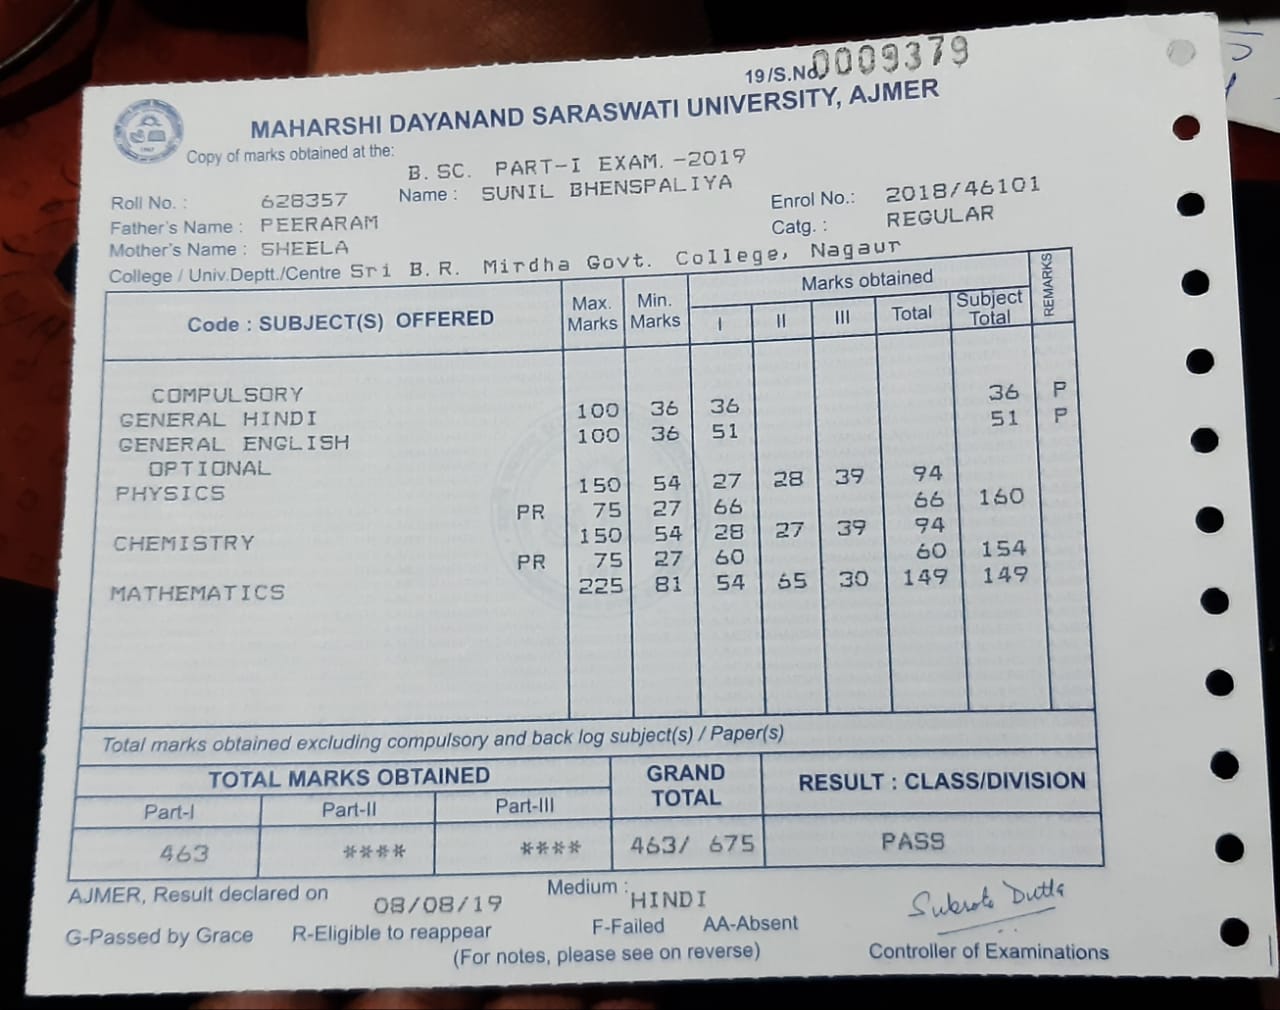 19/S.No. 0009379
MAHARSHI DAYANAND SARASWATI UNIVERSITY, AJMER
Copy of marks obtained at the:
B. SC. PART-I EXAM. -2019
Roll No. : 628357 Name : SUNIL BHENSPALIYA Enrol No.: 2018/46101
Father's Name : PEERARAM Catg. : REGULAR
Mother's Name : SHEELA
College / Univ.Deptt./Centre Sri B.R. Mirdha Govt. College, Nagaur
Code : SUBJECT(S) OFFERED Max. Marks Min. Marks Marks obtained REMARKS
I II III Total Subject Total
COMPULSORY
GENERAL HINDI 100 36 36 36 P
GENERAL ENGLISH 100 36 51 51 P
OPTIONAL
PHYSICS 150 54 27 28 39 94
PR 75 27 66 66 160
CHEMISTRY 150 54 28 27 39 94
PR 75 27 60 60 154
MATHEMATICS 225 81 54 65 30 149 149
Total marks obtained excluding compulsory and back log subject(s) / Paper(s)
TOTAL MARKS OBTAINED GRAND TOTAL RESULT : CLASS/DIVISION
Part-I Part-II Part-III
463 **** **** 463/ 675 PASS
AJMER, Result declared on 08/08/19 Medium : HINDI
Subroto Dutta
G-Passed by Grace R-Eligible to reappear F-Failed AA-Absent
(For notes, please see on reverse) Controller of Examinations